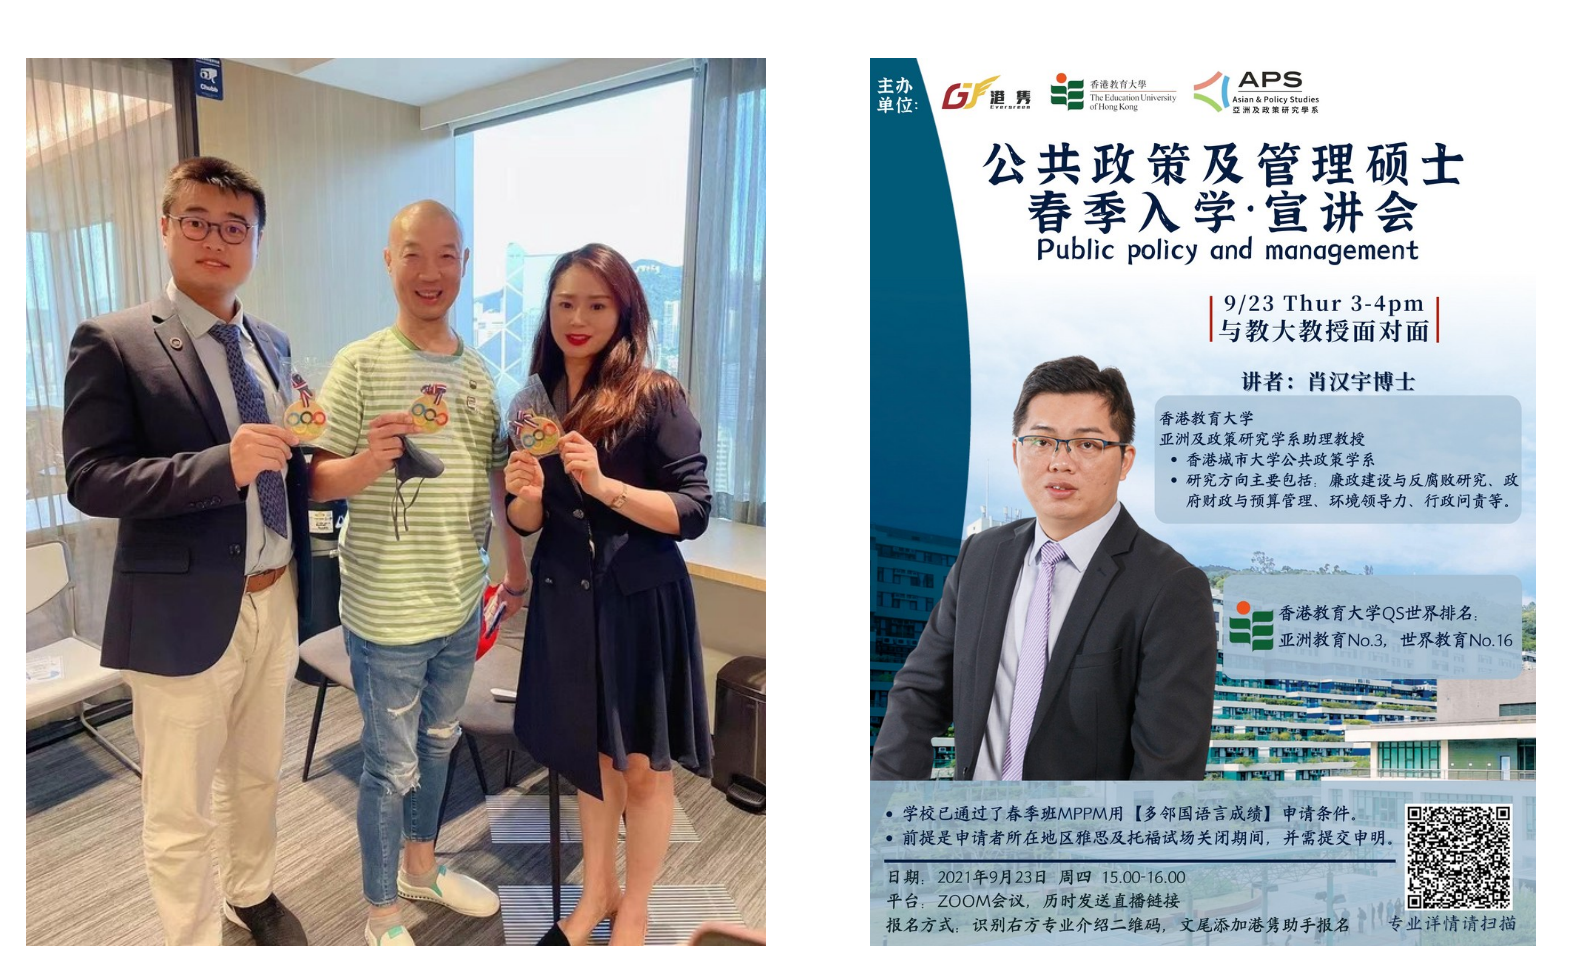 Chubb
主办
单位:
GF 港隽
Evergreen
香港教育大學
The Education University
of Hong Kong
APS
Asian & Policy Studies
亞洲及政策研究學系
公共政策及管理硕士
春季入学·宣讲会
Public policy and management
9/23 Thur 3-4pm
与教大教授面对面
讲者：肖汉宇博士
香港教育大学
亚洲及政策研究学系助理教授
• 香港城市大学公共政策学系
• 研究方向主要包括：廉政建设与反腐败研究、政
府财政与预算管理、环境领导力、行政问责等。
香港教育大学QS世界排名：
亚洲教育No.3，世界教育No.16
• 学校已通过了春季班MPPM用【多邻国语言成绩】申请条件。
• 前提是申请者所在地区雅思及托福试场关闭期间，并需提交申明。
日期：2021年9月23日 周四 15.00-16.00
平台：ZOOM会议，历时发送直播链接
报名方式：识别右方专业介绍二维码，文尾添加港隽助手报名
专业详情请扫描